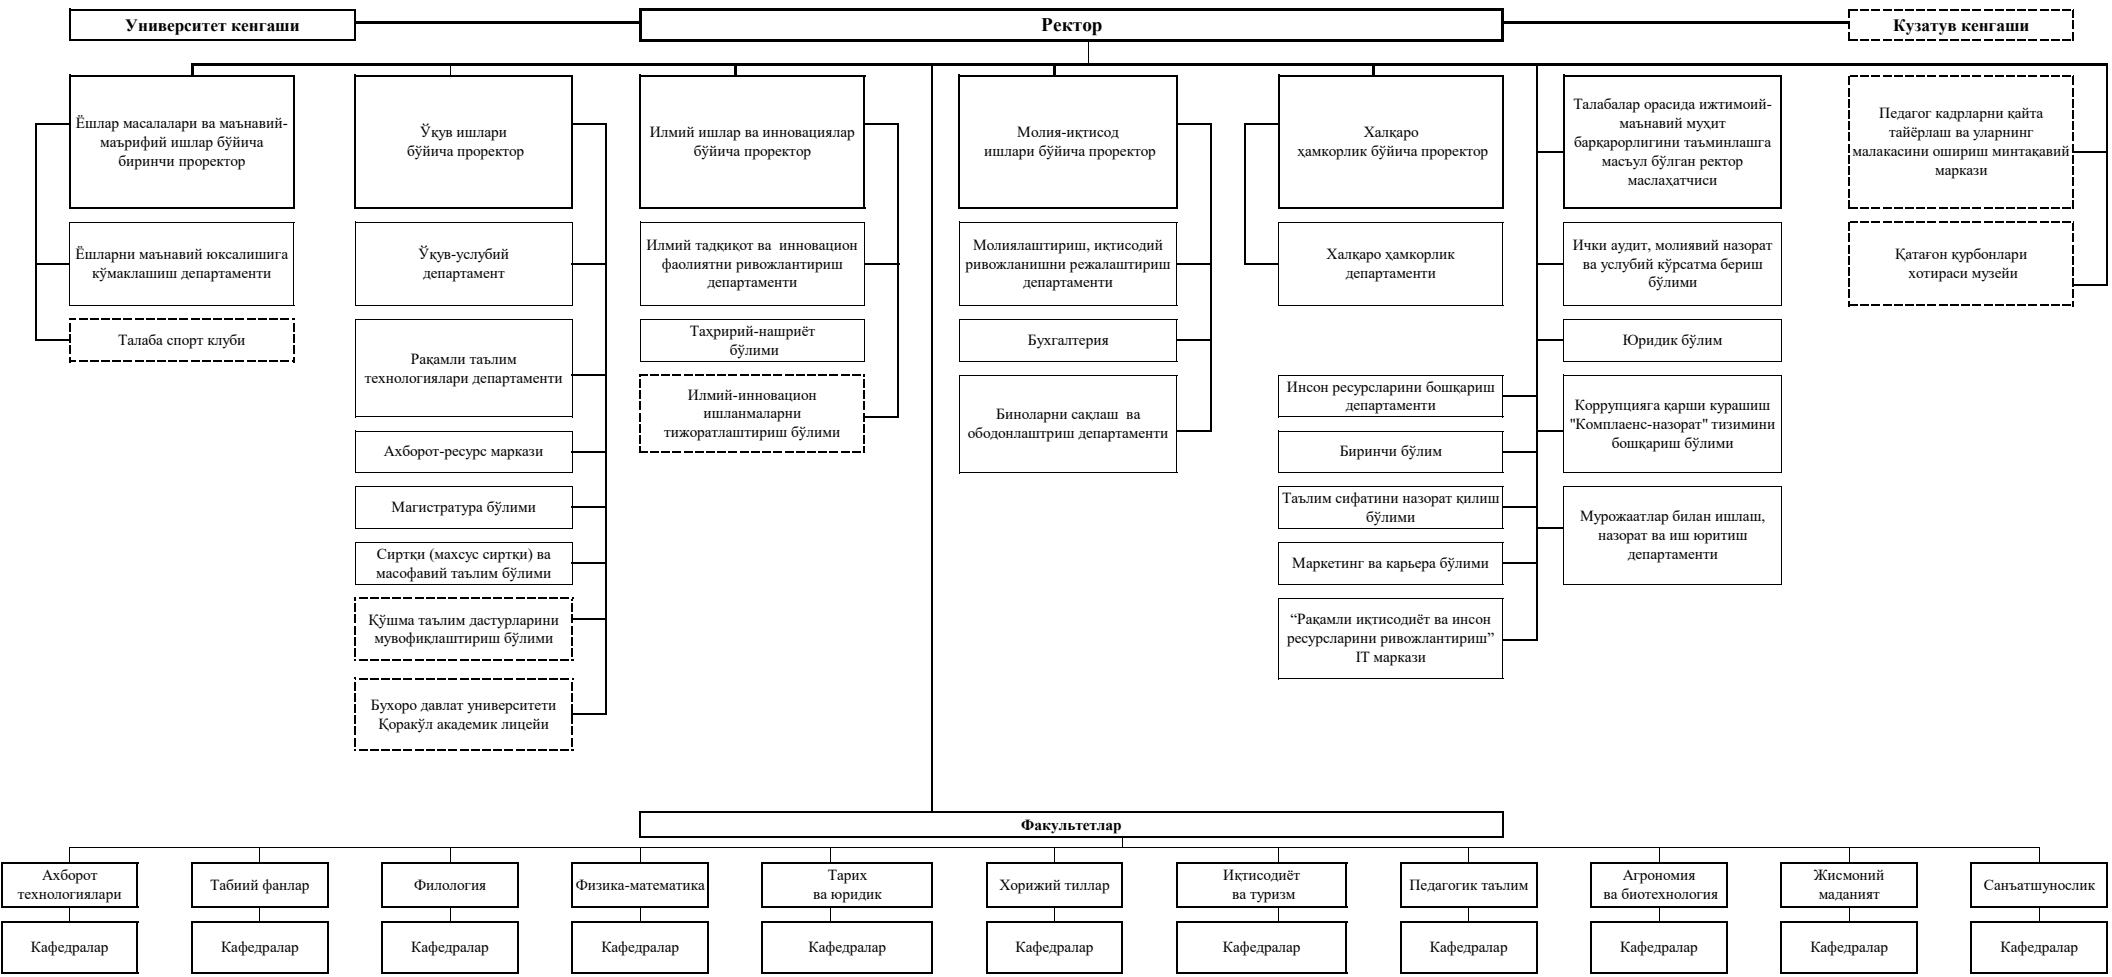 Университет кенгаши
Ректор
Кузатув кенгаши
Ёшлар масалалари ва маънавий-
маърифий ишлар бўйича
биринчи проректор
Ўқув ишлари
бўйича проректор
Илмий ишлар ва инновациялар
бўйича проректор
Молия-иқтисод
ишлари бўйича проректор
Халқаро
ҳамкорлик бўйича проректор
Талабалар орасида ижтимоий-
маънавий муҳит
барқарорлигини таъминлашга
масъул бўлган ректор
маслаҳатчиси
Педагог кадрларни қайта
тайёрлаш ва уларнинг
малакасини ошириш минтақавий
маркази
Ёшларни маънавий юксалишига
кўмаклашиш департаменти
Ўқув-услубий
департамент
Илмий тадқиқот ва  инновацион
фаолиятни ривожлантириш
департаменти
Молиялаштириш, иқтисодий
ривожланишни режалаштириш
департаменти
Халқаро ҳамкорлик
департаменти
Ички аудит, молиявий назорат
ва услубий кўрсатма бериш
бўлими
Қатағон қурбонлари
хотираси музейи
Талаба спорт клуби
Рақамли таълим
технологиялари департаменти
Таҳририй-нашриёт
бўлими
Бухгалтерия
Юридик бўлим
Илмий-инновацион
ишланмаларни
тижоратлаштириш бўлими
Биноларни сақлаш  ва
ободонлаштриш департаменти
Инсон ресурсларини бошқариш
департаменти
Коррупцияга қарши курашиш
"Комплаенс-назорат" тизимини
бошқариш бўлими
Ахборот-ресурс маркази
Биринчи бўлим
Магистратура бўлими
Таълим сифатини назорат қилиш
бўлими
Мурожаатлар билан ишлаш,
назорат ва иш юритиш
департаменти
Сиртқи (махсус сиртқи) ва
масофавий таълим бўлими
Маркетинг ва карьера бўлими
Қўшма таълим дастурларини
мувофиқлаштириш бўлими
“Рақамли иқтисодиёт ва инсон
ресурсларини ривожлантириш”
IT маркази
Бухоро давлат университети
Қоракўл академик лицейи
Факультетлар
Ахборот
технологиялари
Табиий фанлар
Филология
Физика-математика
Тарих
ва юридик
Хорижий тиллар
Иқтисодиёт
ва туризм
Педагогик таълим
Агрономия
ва биотехнология
Жисмоний
маданият
Санъатшунослик
Кафедралар
Кафедралар
Кафедралар
Кафедралар
Кафедралар
Кафедралар
Кафедралар
Кафедралар
Кафедралар
Кафедралар
Кафедралар